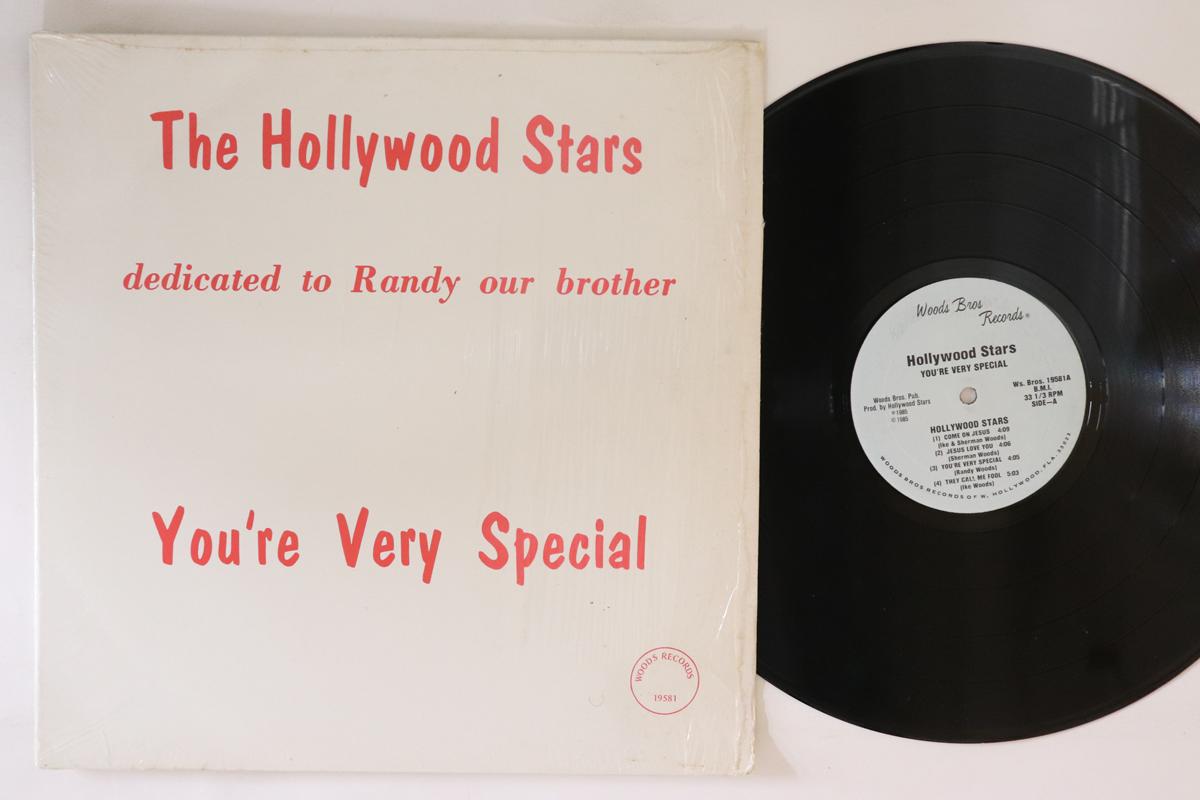 The Hollywood Stars
dedicated to Randy our brother
You're Very Special
WOODS RECORDS
19581
Woods Bros
Records®
Hollywood Stars
YOU'RE VERY SPECIAL
Woods Bros. Pub.
Prod. by Hollywood Stars
℗ 1985
© 1985
Ws. Bros. 19581A
B.M.I.
33 1/3 RPM
SIDE—A
HOLLYWOOD STARS
(1) COME ON JESUS 4:09
(Ike & Sherman Woods)
(2) JESUS LOVE YOU 4:06
(Sherman Woods)
(3) YOU'RE VERY SPECIAL 4:05
(Randy Woods)
(4) THEY CALL ME FOOL 5:03
(Ike Woods)
WOODS BROS RECORDS OF W. HOLLYWOOD, FLA. 33023